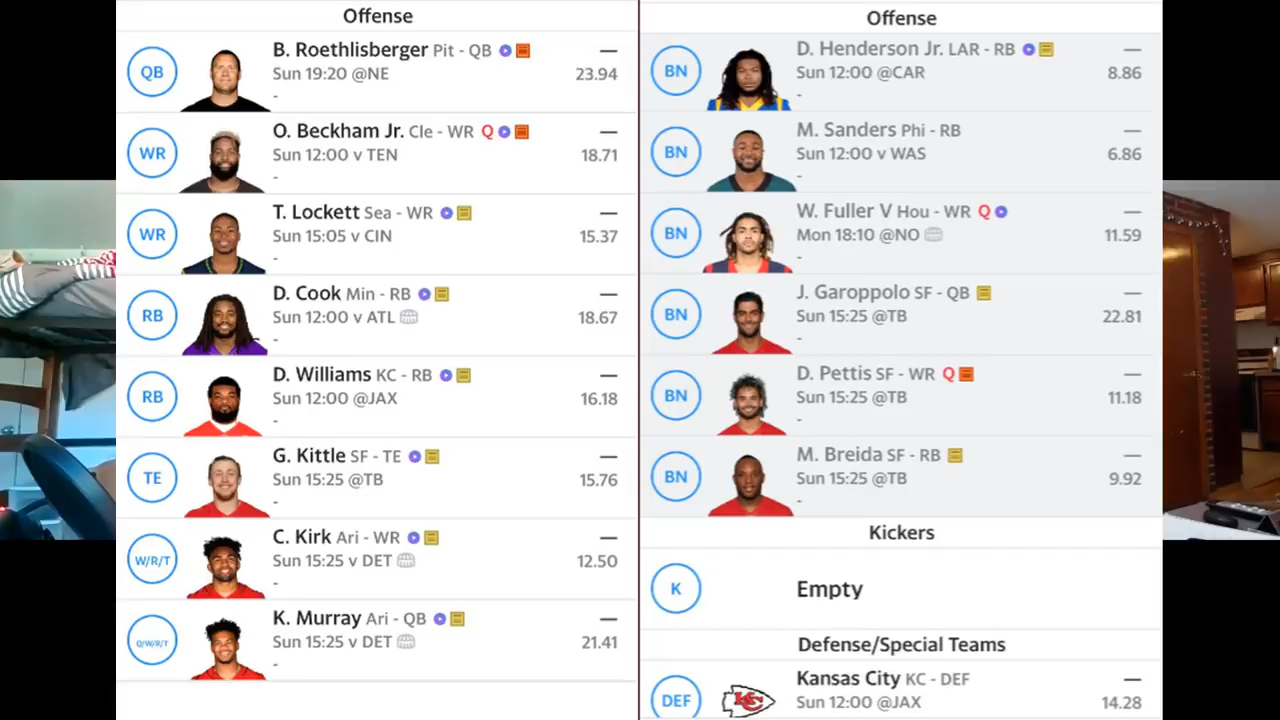 Offense
QB
B. Roethlisberger Pit - QB
—
Sun 19:20 @NE
23.94
-
WR
O. Beckham Jr. Cle - WR Q
—
Sun 12:00 v TEN
18.71
-
WR
T. Lockett Sea - WR
—
Sun 15:05 v CIN
15.37
-
RB
D. Cook Min - RB
—
Sun 12:00 v ATL
18.67
-
RB
D. Williams KC - RB
—
Sun 12:00 @JAX
16.18
-
TE
G. Kittle SF - TE
—
Sun 15:25 @TB
15.76
-
W/R/T
C. Kirk Ari - WR
—
Sun 15:25 v DET
12.50
-
Q/W/R/T
K. Murray Ari - QB
—
Sun 15:25 v DET
21.41
-
Offense
BN
D. Henderson Jr. LAR - RB
—
Sun 12:00 @CAR
8.86
-
BN
M. Sanders Phi - RB
—
Sun 12:00 v WAS
6.86
-
BN
W. Fuller V Hou - WR Q
—
Mon 18:10 @NO
11.59
-
BN
J. Garoppolo SF - QB
—
Sun 15:25 @TB
22.81
-
BN
D. Pettis SF - WR Q
—
Sun 15:25 @TB
11.18
-
BN
M. Breida SF - RB
—
Sun 15:25 @TB
9.92
-
Kickers
K
Empty
Defense/Special Teams
DEF
KC
Kansas City KC - DEF
—
Sun 12:00 @JAX
14.28